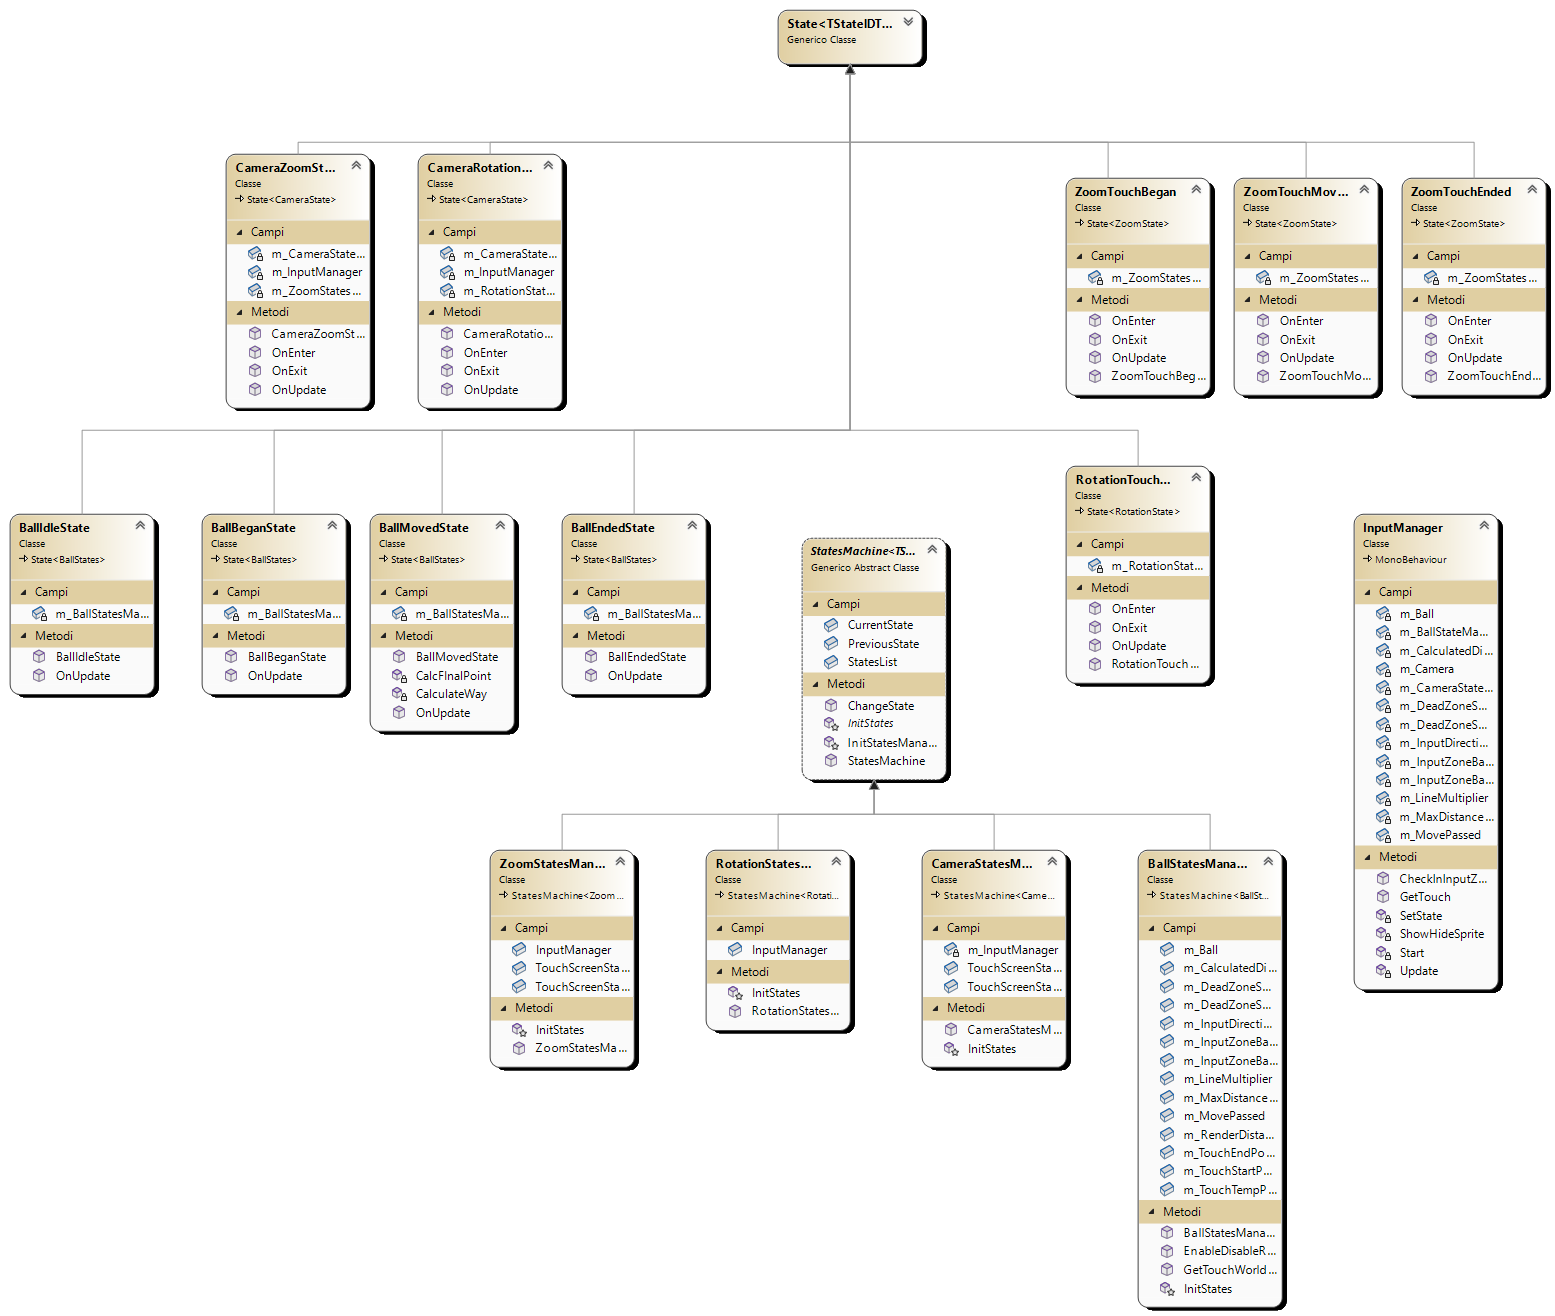 State<TStateIDT...
Generico Classe
CameraZoomSt...
Classe
State<CameraState>
Campi
m_CameraState...
m_InputManager
m_ZoomStates...
Metodi
CameraZoomSt...
OnEnter
OnExit
OnUpdate
CameraRotation...
Classe
State<CameraState>
Campi
m_CameraState...
m_InputManager
m_RotationStat...
Metodi
CameraRotatio...
OnEnter
OnExit
OnUpdate
ZoomTouchBegan
Classe
State<ZoomState>
Campi
m_ZoomStates...
Metodi
OnEnter
OnExit
OnUpdate
ZoomTouchBeg...
ZoomTouchMov...
Classe
State<ZoomState>
Campi
m_ZoomStates...
Metodi
OnEnter
OnExit
OnUpdate
ZoomTouchMo...
ZoomTouchEnded
Classe
State<ZoomState>
Campi
m_ZoomStates...
Metodi
OnEnter
OnExit
OnUpdate
ZoomTouchEnd...
BallIdleState
Classe
State<BallStates>
Campi
m_BallStatesMa...
Metodi
BallIdleState
OnUpdate
BallBeganState
Classe
State<BallStates>
Campi
m_BallStatesMa...
Metodi
BallBeganState
OnUpdate
BallMovedState
Classe
State<BallStates>
Campi
m_BallStatesMa...
Metodi
BallMovedState
CalcFInalPoint
CalculateWay
OnUpdate
BallEndedState
Classe
State<BallStates>
Campi
m_BallStatesMa...
Metodi
BallEndedState
OnUpdate
StatesMachine<TS...
Generico Abstract Classe
Campi
CurrentState
PreviousState
StatesList
Metodi
ChangeState
InitStates
InitStatesMana...
StatesMachine
RotationTouch...
Classe
State<RotationState>
Campi
m_RotationStat...
Metodi
OnEnter
OnExit
OnUpdate
RotationTouch...
InputManager
Classe
MonoBehaviour
Campi
m_Ball
m_BallStateMa...
m_CalculatedDi...
m_Camera
m_CameraState...
m_DeadZoneS...
m_DeadZoneS...
m_InputDirecti...
m_InputZoneBa...
m_InputZoneBa...
m_LineMultiplier
m_MaxDistance...
m_MovePassed
Metodi
CheckInInputZ...
GetTouch
SetState
ShowHideSprite
Start
Update
ZoomStatesMan...
Classe
StatesMachine<Zoom...
Campi
InputManager
TouchScreenSta...
TouchScreenSta...
Metodi
InitStates
ZoomStatesMa...
RotationStates...
Classe
StatesMachine<Rotati...
Campi
InputManager
Metodi
InitStates
RotationStates...
CameraStatesM...
Classe
StatesMachine<Came...
Campi
m_InputManager
TouchScreenSta...
TouchScreenSta...
Metodi
CameraStatesM...
InitStates
BallStatesMana...
Classe
StatesMachine<BallSt...
Campi
m_Ball
m_CalculatedDi...
m_DeadZoneS...
m_DeadZoneS...
m_InputDirecti...
m_InputZoneBa...
m_InputZoneBa...
m_LineMultiplier
m_MaxDistance...
m_MovePassed
m_RenderDista...
m_TouchEndPo...
m_TouchStartP...
m_TouchTempP...
Metodi
BallStatesMana...
EnableDisableR...
GetTouchWorld...
InitStates